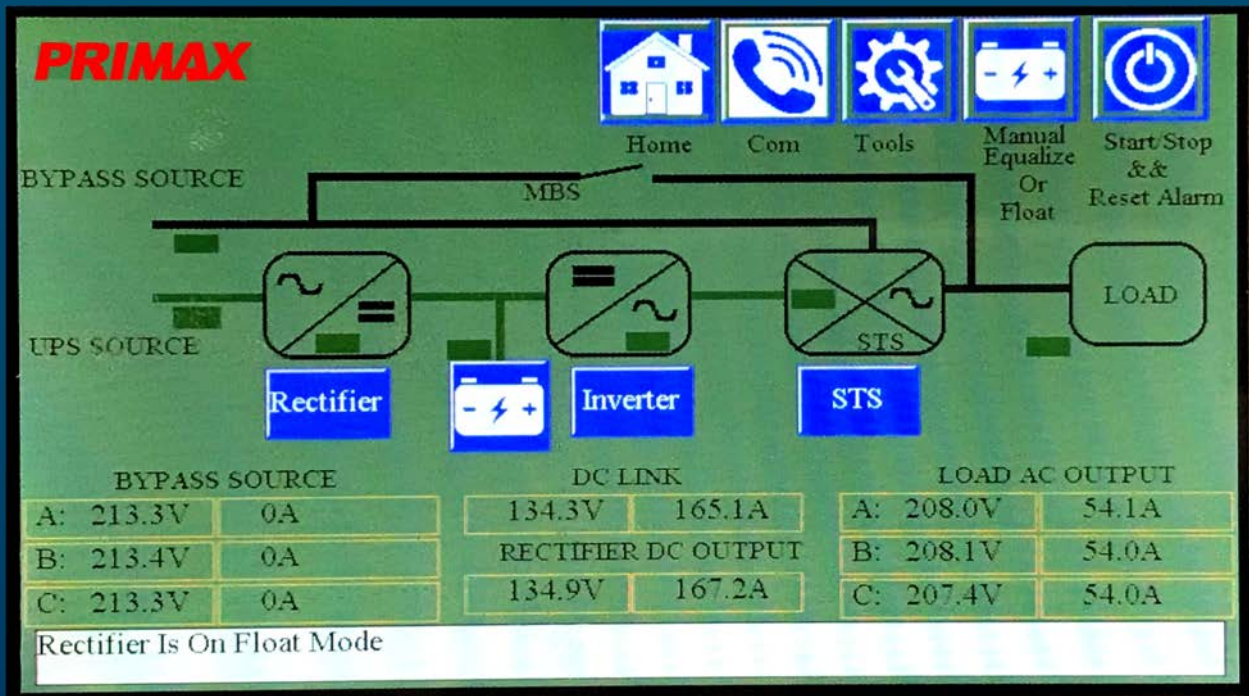 PRIMAX
Home
Com
Tools
Manual
Equalize
Or
Float
Start/Stop
&&
Reset Alarm
BYPASS SOURCE
MBS
LOAD
UPS SOURCE
STS
Rectifier
- +
Inverter
STS
BYPASS SOURCE
A: 213.3V 0A
B: 213.4V 0A
C: 213.3V 0A
DC LINK
134.3V 165.1A
RECTIFIER DC OUTPUT
134.9V 167.2A
LOAD AC OUTPUT
A: 208.0V 54.1A
B: 208.1V 54.0A
C: 207.4V 54.0A
Rectifier Is On Float Mode